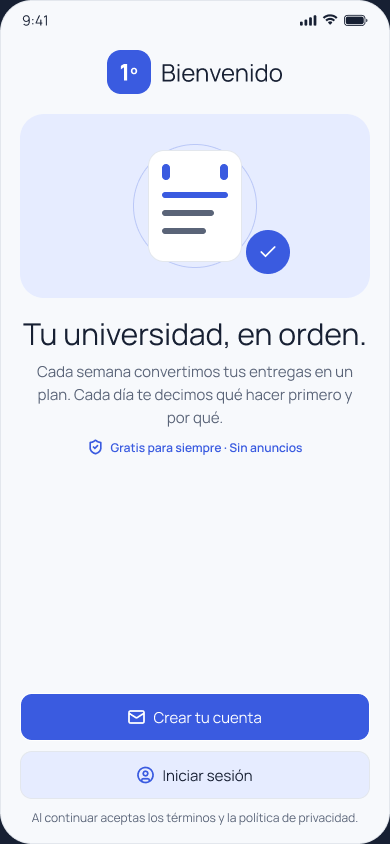 9:41
1º Bienvenido
Tu universidad, en orden.
Cada semana convertimos tus entregas en un
plan. Cada día te decimos qué hacer primero y
por qué.
Gratis para siempre · Sin anuncios
Crear tu cuenta
Iniciar sesión
Al continuar aceptas los términos y la política de privacidad.